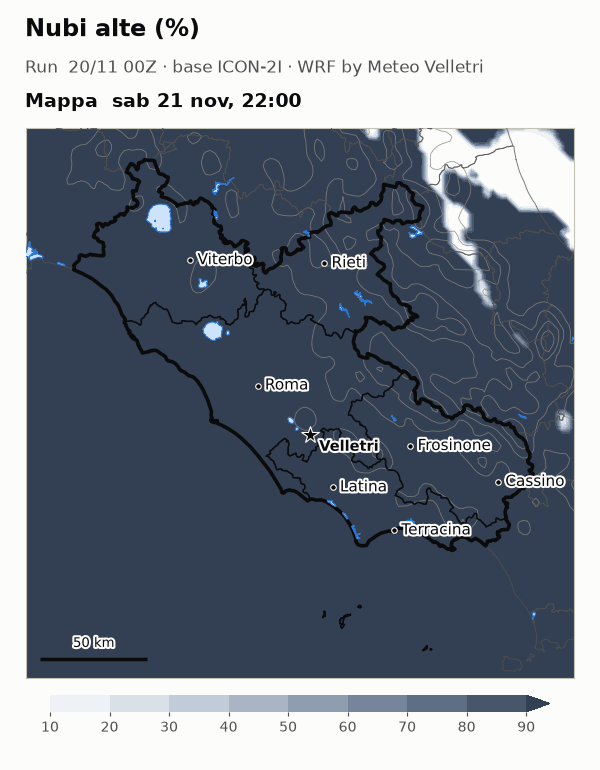 Nubi alte (%)
Run  20/11 00Z · base ICON-2I · WRF by Meteo Velletri
Mappa  sab 21 nov, 22:00
Viterbo
Rieti
Roma
Velletri
Frosinone
Latina
Cassino
Terracina
50 km
10 20 30 40 50 60 70 80 90